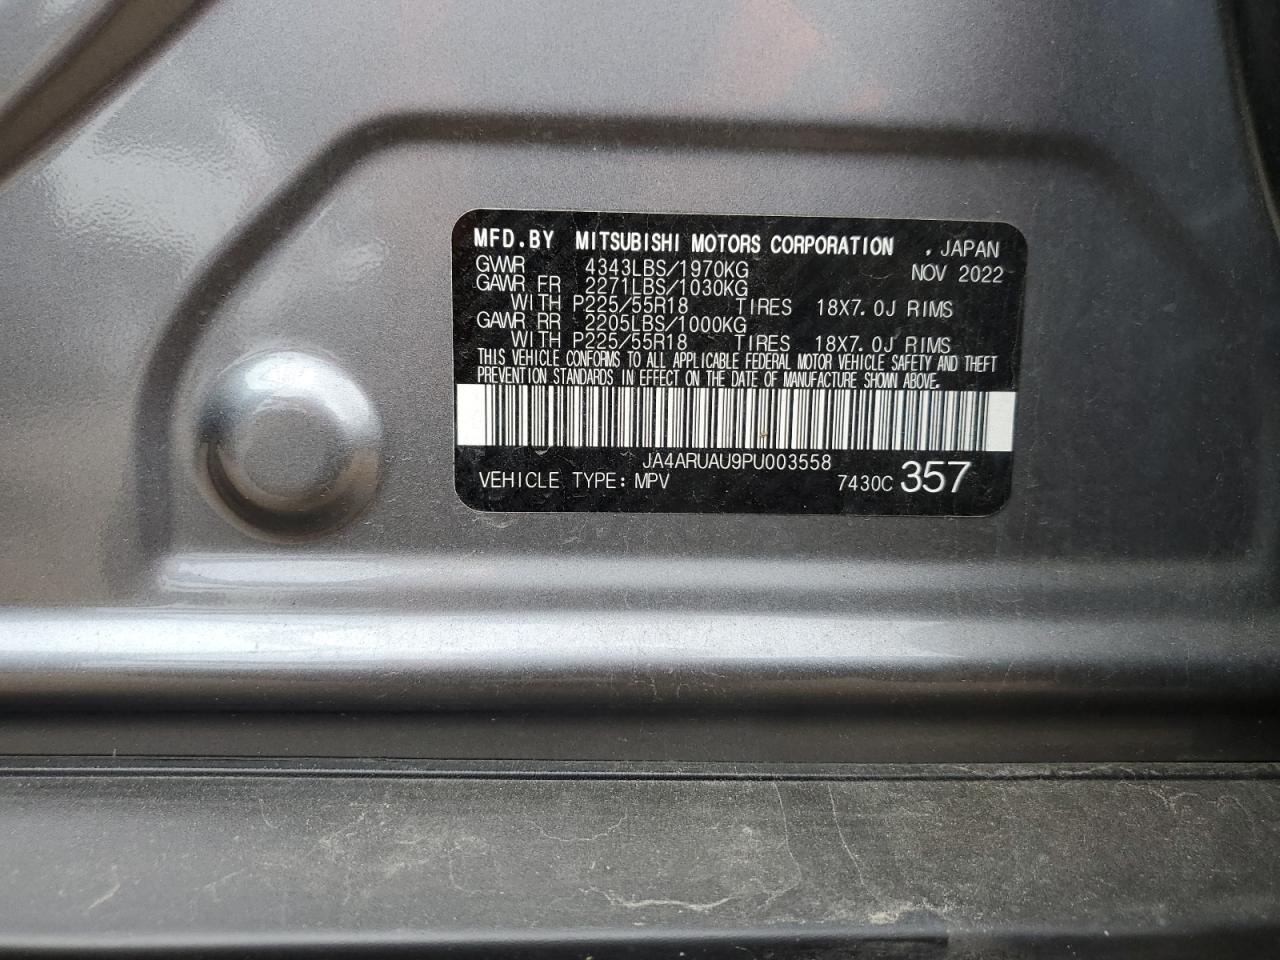 MFD.BY MITSUBISHI MOTORS CORPORATION , JAPAN
GVWR 4343LBS/1970KG NOV 2022
GAWR FR 2271LBS/1030KG
WITH P225/55R18 TIRES 18X7.0J RIMS
GAWR RR 2205LBS/1000KG
WITH P225/55R18 TIRES 18X7.0J RIMS
THIS VEHICLE CONFORMS TO ALL APPLICABLE FEDERAL MOTOR VEHICLE SAFETY AND THEFT
PREVENTION STANDARDS IN EFFECT ON THE DATE OF MANUFACTURE SHOWN ABOVE.
JA4ARUAU9PU003558
VEHICLE TYPE: MPV 7430C 357